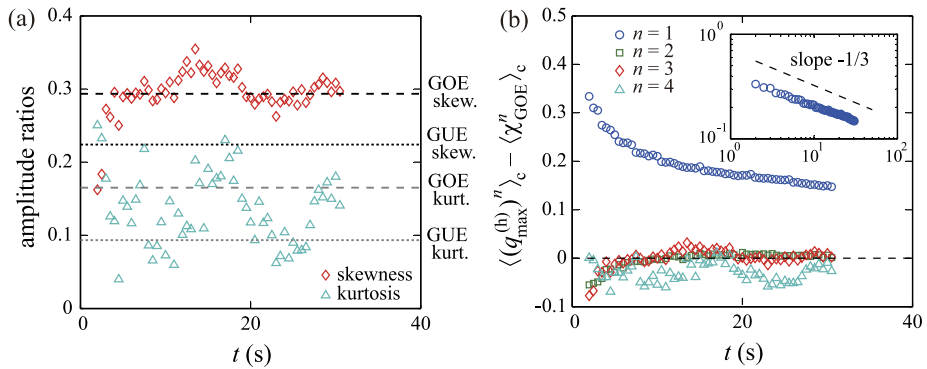 (a)
amplitude ratios
0.4
0.3
0.2
0.1
0
0
20
40
t (s)
GOE
skew.
GUE
skew.
GOE
kurt.
GUE
kurt.
skewness
kurtosis
(b)
⟨(q_max^(h))^n⟩_c − ⟨χ_GOE^n⟩_c
0.5
0.4
0.3
0.2
0.1
0
-0.1
0
20
40
t (s)
n = 1
n = 2
n = 3
n = 4
10^0
10^-1
10^0
10^1
10^2
slope -1/3